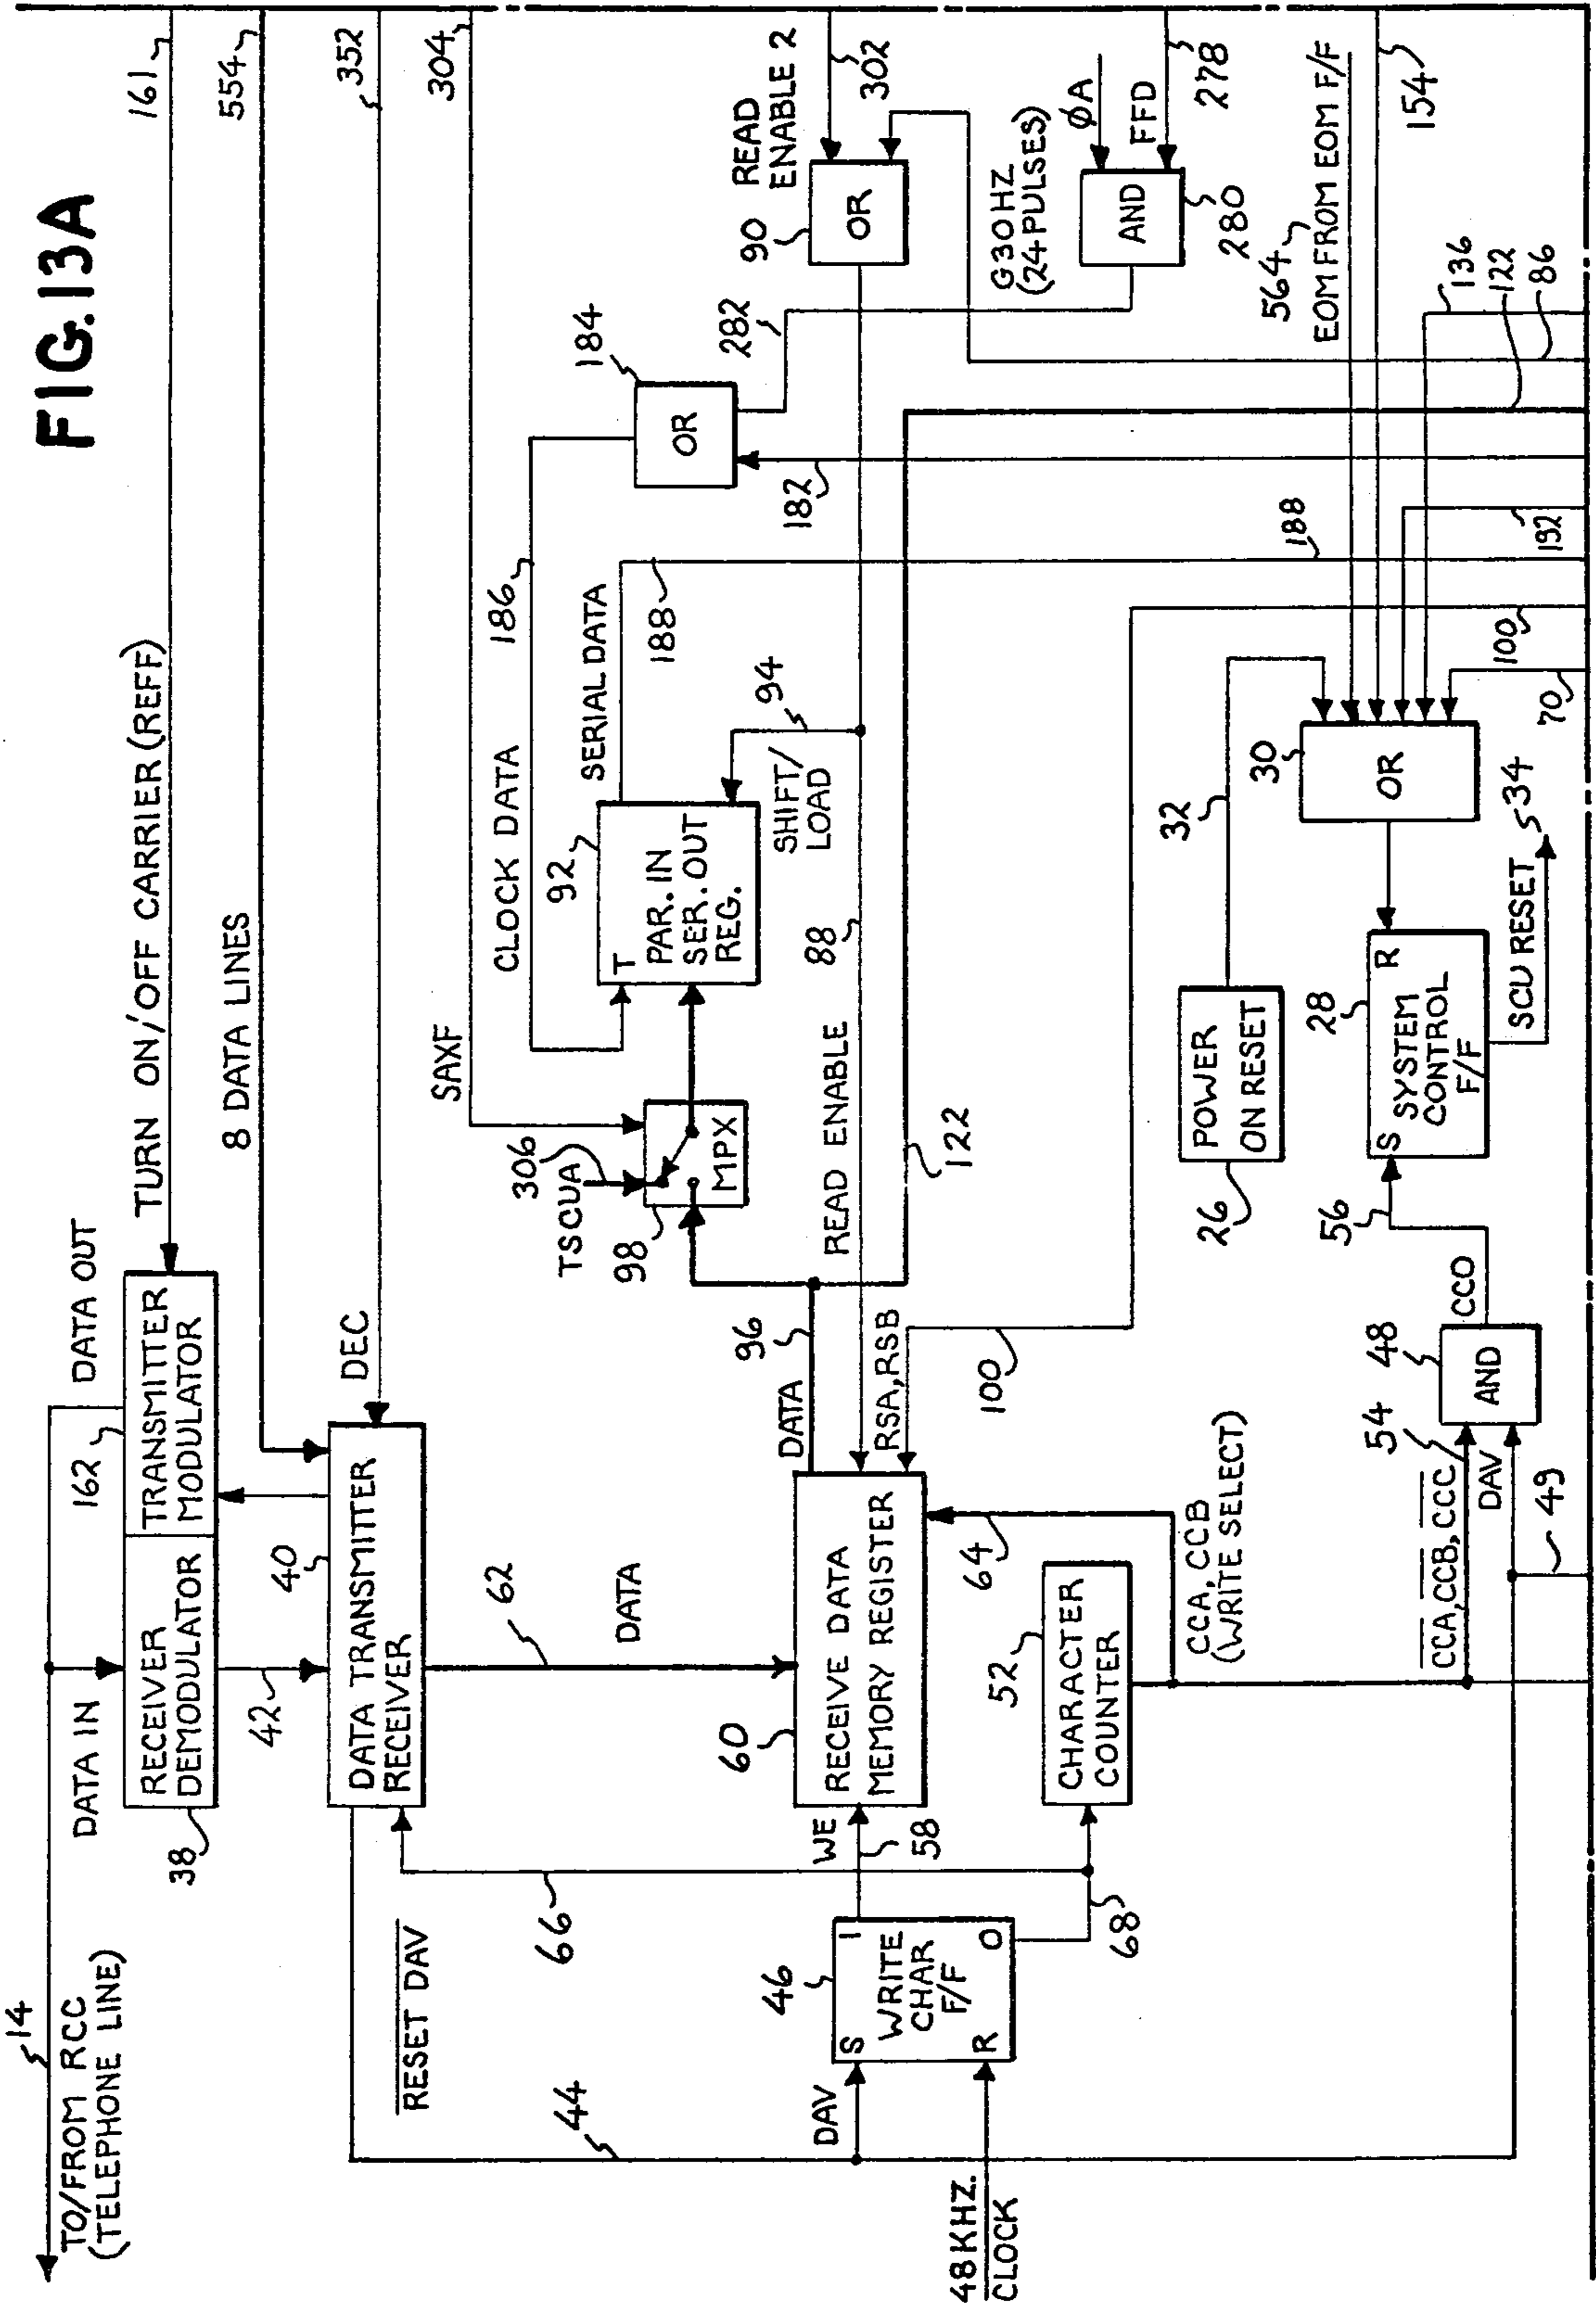 FIG.13A
14
TO/FROM RCC
(TELEPHONE LINE)
DATA IN
DATA OUT
TURN ON/OFF CARRIER (REFF)
161
38
RECEIVER
DEMODULATOR
162
TRANSMITTER
MODULATOR
8 DATA LINES
554
42
40
DATA TRANSMITTER
RECEIVER
DEC
352
RESET DAV
66
44
62
DATA
SAXF
304
TSCUA
306
98
MPX
CLOCK DATA
186
92
T
PAR. IN
SER. OUT
REG.
SERIAL DATA
188
SHIFT/
LOAD
94
184
OR
182
282
90
OR
READ
ENABLE 2
302
G30HZ
(24 PULSES)
ØA
FFD
AND
280
278
DAV
48KHZ.
CLOCK
46
S
R
WRITE
CHAR
F/F
1
0
WE
58
68
60
RECEIVE DATA
MEMORY REGISTER
DATA
96
READ ENABLE
88
RSA, RSB
100
122
64
52
CHARACTER
COUNTER
CCA, CCB
(WRITE SELECT)
CCA, CCB, CCC
54
DAV
49
48
AND
CCO
56
26
POWER
ON RESET
32
28
S
R
SYSTEM
CONTROL
F/F
SCU RESET
34
30
OR
564
EOM FROM EOM F/F
154
70
100
188
132
136
122
86